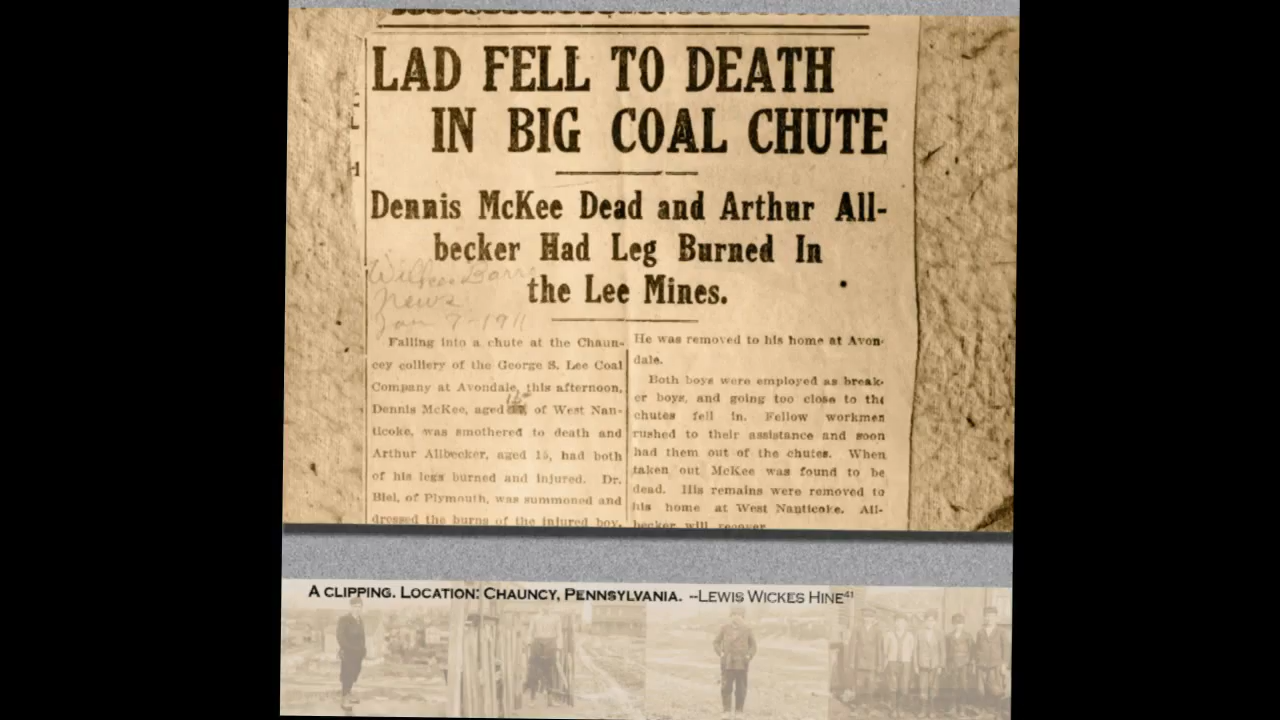 LAD FELL TO DEATH
IN BIG COAL CHUTE
Dennis McKee Dead and Arthur All-
becker Had Leg Burned In
the Lee Mines.
Wilkes Barre
News
Jan 7-1911
Falling into a chute at the Chaun-
cey colliery of the George S. Lee Coal
Company at Avondale, this afternoon,
Dennis McKee, aged of West Nan-
ticoke, was smothered to death and
Arthur Allbecker, aged 15, had both
of his legs burned and injured. Dr.
Biel, of Plymouth, was summoned and
dressed the burns of the injured boy.
He was removed to his home at Avon-
dale.
Both boys were employed as break-
er boys, and going too close to the
chutes fell in. Fellow workmen
rushed to their assistance and soon
had them out of the chutes. When
taken out McKee was found to be
dead. His remains were removed to
his home at West Nanticoke. All-
becker will recover.
A CLIPPING. LOCATION: CHAUNCY, PENNSYLVANIA. --LEWIS WICKES HINE41